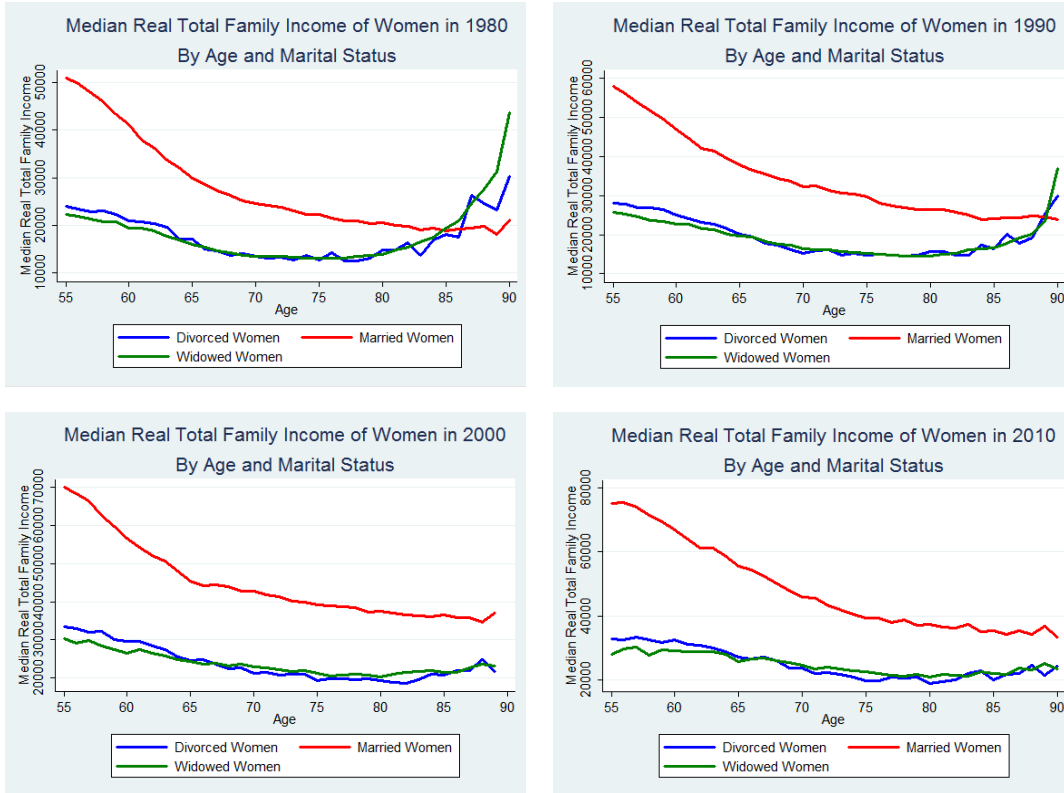 Median Real Total Family Income of Women in 1980
By Age and Marital Status
Median Real Total Family Income
10000 20000 30000 40000 50000
55 60 65 70 75 80 85 90
Age
Divorced Women Married Women
Widowed Women
Median Real Total Family Income of Women in 1990
By Age and Marital Status
Median Real Total Family Income
10000 20000 30000 40000 50000 60000
55 60 65 70 75 80 85 90
Age
Divorced Women Married Women
Widowed Women
Median Real Total Family Income of Women in 2000
By Age and Marital Status
Median Real Total Family Income
20000 30000 40000 50000 60000 70000
55 60 65 70 75 80 85 90
Age
Divorced Women Married Women
Widowed Women
Median Real Total Family Income of Women in 2010
By Age and Marital Status
Median Real Total Family Income
20000 40000 60000 80000
55 60 65 70 75 80 85 90
Age
Divorced Women Married Women
Widowed Women